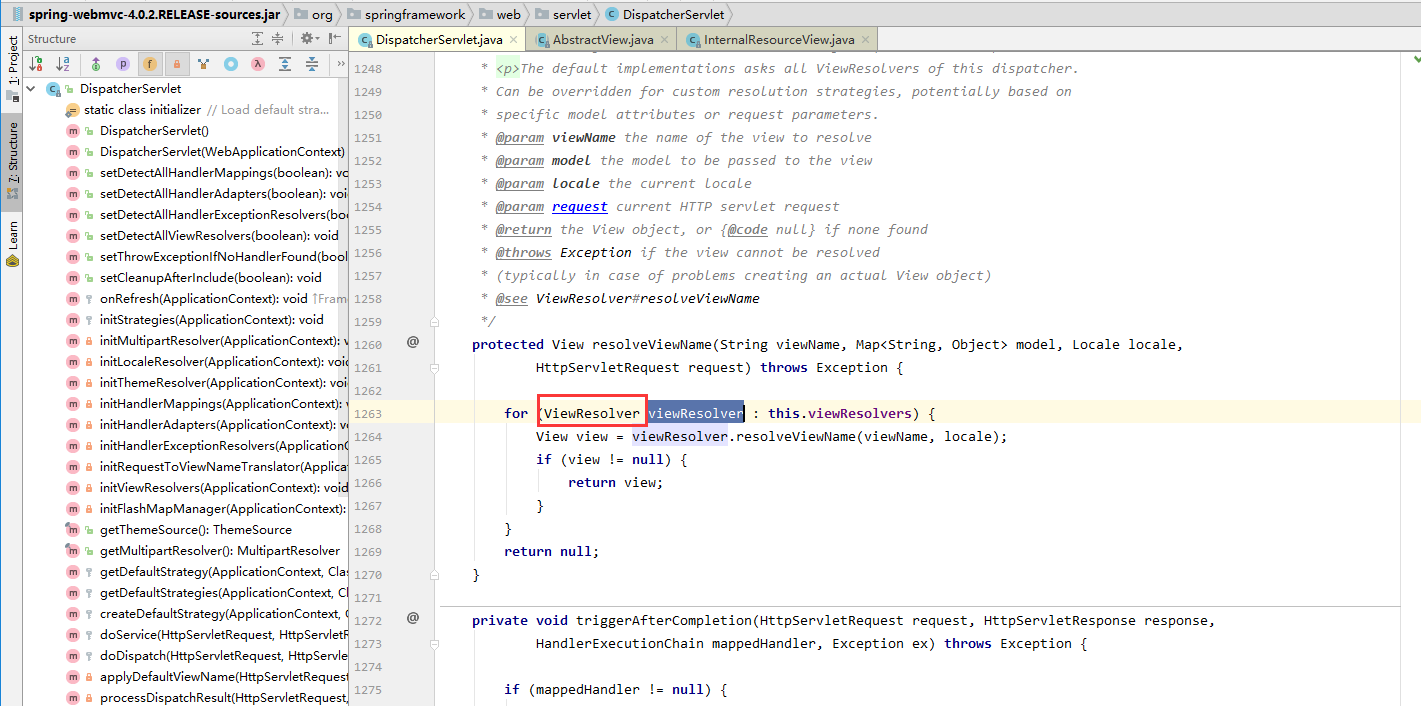 spring-webmvc-4.0.2.RELEASE-sources.jar org springframework web servlet DispatcherServlet
1: Project
7: Structure
Learn
Structure
DispatcherServlet
static class initializer // Load default stra...
DispatcherServlet()
DispatcherServlet(WebApplicationContext)
setDetectAllHandlerMappings(boolean): vo
setDetectAllHandlerAdapters(boolean): voi
setDetectAllHandlerExceptionResolvers(bo
setDetectAllViewResolvers(boolean): void
setThrowExceptionIfNoHandlerFound(bool
setCleanupAfterInclude(boolean): void
onRefresh(ApplicationContext): void ↑Fram
initStrategies(ApplicationContext): void
initMultipartResolver(ApplicationContext): v
initLocaleResolver(ApplicationContext): voi
initThemeResolver(ApplicationContext): void
initHandlerMappings(ApplicationContext):
initHandlerAdapters(ApplicationContext): v
initHandlerExceptionResolvers(Application
initRequestToViewNameTranslator(Applicat
initViewResolvers(ApplicationContext): void
initFlashMapManager(ApplicationContext):
getThemeSource(): ThemeSource
getMultipartResolver(): MultipartResolver
getDefaultStrategy(ApplicationContext, Clas
getDefaultStrategies(ApplicationContext, Cl
createDefaultStrategy(ApplicationContext, C
doService(HttpServletRequest, HttpServletR
doDispatch(HttpServletRequest, HttpServle
applyDefaultViewName(HttpServletRequest
processDispatchResult(HttpServletRequest,
DispatcherServlet.java AbstractView.java InternalResourceView.java
1248 * <p>The default implementations asks all ViewResolvers of this dispatcher.
1249 * Can be overridden for custom resolution strategies, potentially based on
1250 * specific model attributes or request parameters.
1251 * @param viewName the name of the view to resolve
1252 * @param model the model to be passed to the view
1253 * @param locale the current locale
1254 * @param request current HTTP servlet request
1255 * @return the View object, or {@code null} if none found
1256 * @throws Exception if the view cannot be resolved
1257 * (typically in case of problems creating an actual View object)
1258 * @see ViewResolver#resolveViewName
1259 */
1260 @ protected View resolveViewName(String viewName, Map<String, Object> model, Locale locale,
1261 HttpServletRequest request) throws Exception {
1262
1263 for (ViewResolver viewResolver : this.viewResolvers) {
1264 View view = viewResolver.resolveViewName(viewName, locale);
1265 if (view != null) {
1266 return view;
1267 }
1268 }
1269 return null;
1270 }
1271
1272 @ private void triggerAfterCompletion(HttpServletRequest request, HttpServletResponse response,
1273 HandlerExecutionChain mappedHandler, Exception ex) throws Exception {
1274
1275 if (mappedHandler != null) {